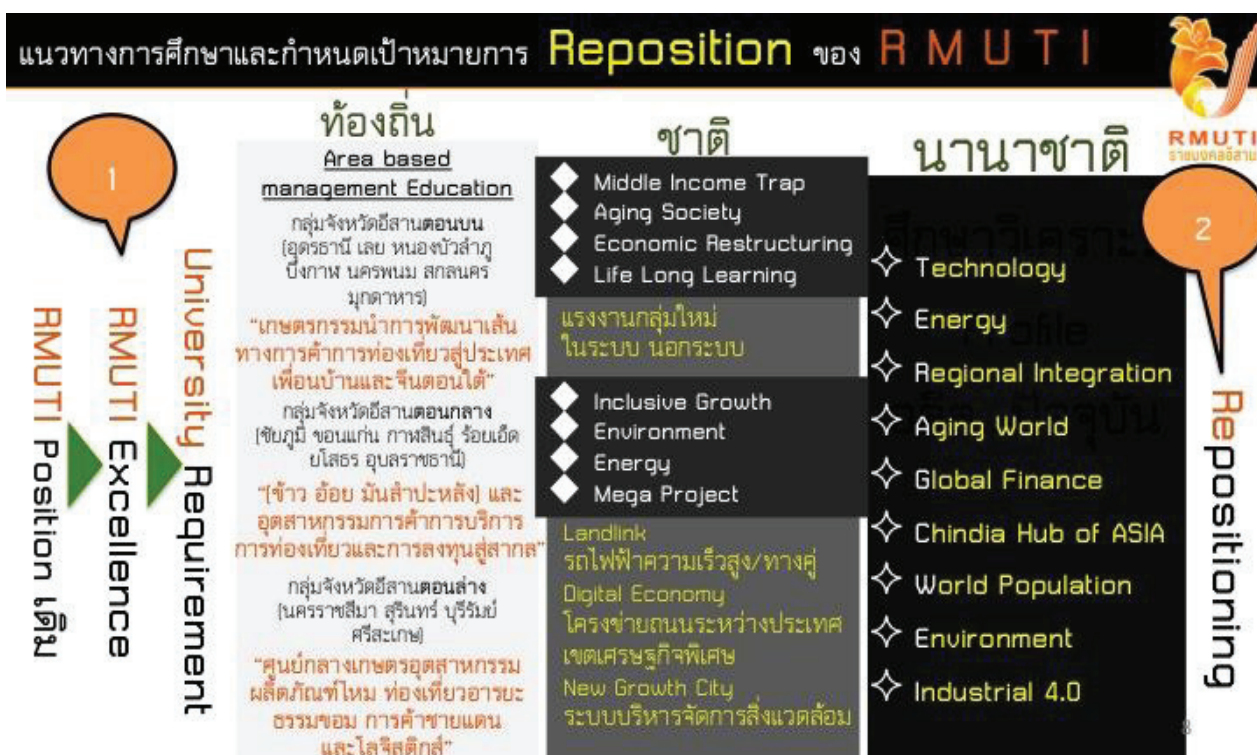 แนวทางการศึกษาและกำหนดเป้าหมายการ Reposition ของ RMUTI
RMUTI
ราชมงคลอีสาน
1
RMUTI Position เดิม
RMUTI Excellence
University Requirement
ท้องถิ่น
Area based
management Education
กลุ่มจังหวัดอีสานตอนบน
(อุดรธานี เลย หนองบัวลำภู
บึงกาฬ นครพนม สกลนคร
มุกดาหาร)
"เกษตรกรรมนำการพัฒนาเส้น
ทางการค้าการท่องเที่ยวสู่ประเทศ
เพื่อนบ้านและจีนตอนใต้"
กลุ่มจังหวัดอีสานตอนกลาง
(ชัยภูมิ ขอนแก่น กาฬสินธุ์ ร้อยเอ็ด
ยโสธร อุบลราชธานี)
"(ข้าว อ้อย มันสำปะหลัง) และ
อุตสาหกรรมการค้าการบริการ
การท่องเที่ยวและการลงทุนสู่สากล"
กลุ่มจังหวัดอีสานตอนล่าง
(นครราชสีมา สุรินทร์ บุรีรัมย์
ศรีสะเกษ)
"ศูนย์กลางเกษตรอุตสาหกรรม
ผลิตภัณฑ์ไหม ท่องเที่ยวอารยะ
ธรรมขอม การค้าชายแดน
และโลจิสติกส์"
ชาติ
Middle Income Trap
Aging Society
Economic Restructuring
Life Long Learning
แรงงานกลุ่มใหม่
ในระบบ นอกระบบ
Inclusive Growth
Environment
Energy
Mega Project
Landlink
รถไฟฟ้าความเร็วสูง/ทางคู่
Digital Economy
โครงข่ายถนนระหว่างประเทศ
เขตเศรษฐกิจพิเศษ
New Growth City
ระบบบริหารจัดการสิ่งแวดล้อม
นานาชาติ
Technology
Energy
Regional Integration
Aging World
Global Finance
Chindia Hub of ASIA
World Population
Environment
Industrial 4.0
2
Repositioning
8